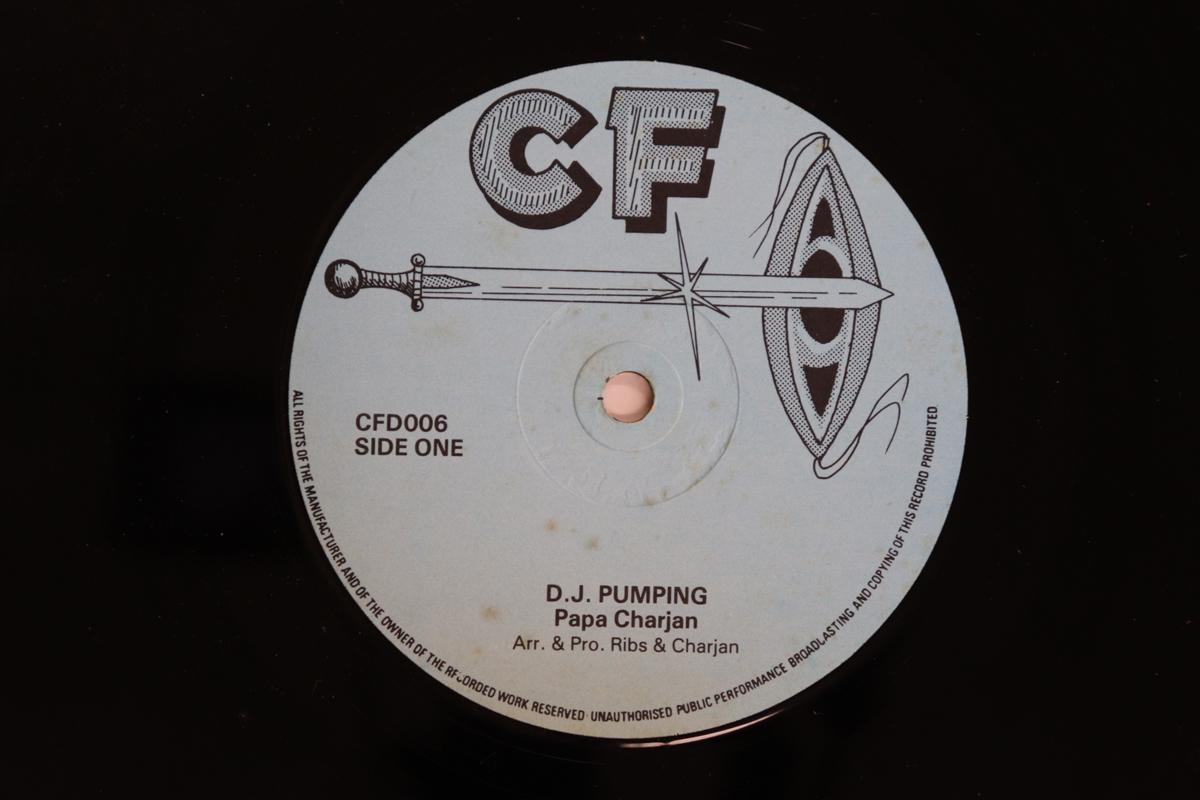 CF
CFD006
SIDE ONE
D.J. PUMPING
Papa Charjan
Arr. & Pro. Ribs & Charjan
ALL RIGHTS OF THE MANUFACTURER AND OF THE OWNER OF THE RECORDED WORK RESERVED · UNAUTHORISED PUBLIC PERFORMANCE BROADCASTING AND COPYING OF THIS RECORD PROHIBITED